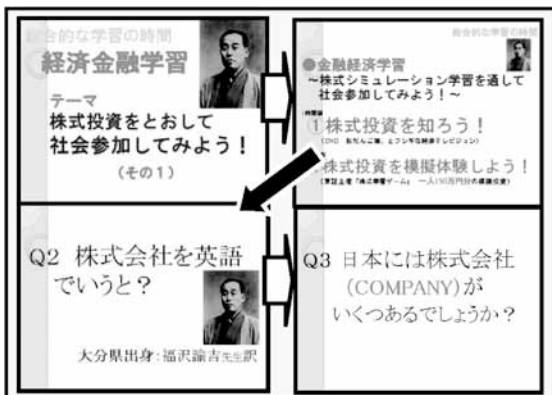 総合的な学習の時間
経済金融学習
テーマ
株式投資をとおして
社会参加してみよう！
（その１）
総合的な学習の時間
●金融経済学習
～株式シミュレーション学習を通して
社会参加してみよう！～
①株式投資を知ろう！
株式投資を模擬体験しよう！
Q2 株式会社を英語
でいうと？
大分県出身：福沢諭吉先生訳
Q3 日本には株式会社
(COMPANY)が
いくつあるでしょうか？